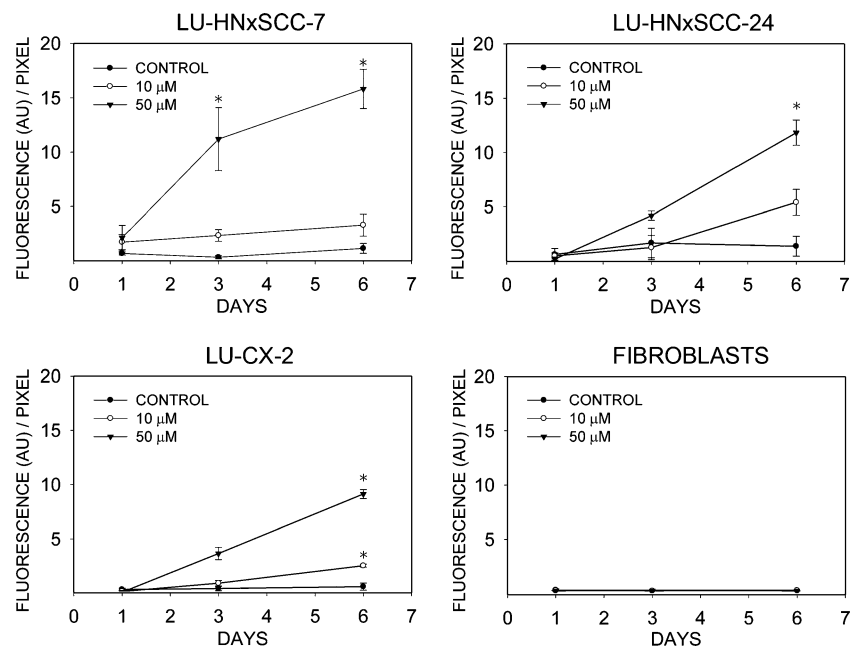 LU-HNxSCC-7
FLUORESCENCE (AU) / PIXEL
20
15
10
5
CONTROL
10 μM
50 μM
*
*
0 1 2 3 4 5 6 7
DAYS
LU-HNxSCC-24
FLUORESCENCE (AU) / PIXEL
20
15
10
5
CONTROL
10 μM
50 μM
*
0 1 2 3 4 5 6 7
DAYS
LU-CX-2
FLUORESCENCE (AU) / PIXEL
20
15
10
5
CONTROL
10 μM
50 μM
*
*
0 1 2 3 4 5 6 7
DAYS
FIBROBLASTS
FLUORESCENCE (AU) / PIXEL
20
15
10
5
CONTROL
10 μM
50 μM
0 1 2 3 4 5 6 7
DAYS